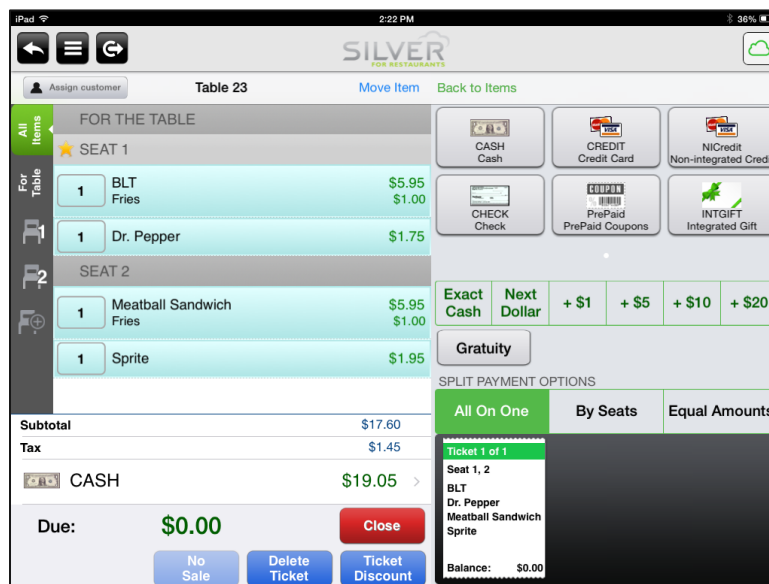 iPad 2:22 PM 36%
SILVER
FOR RESTAURANTS
Assign customer Table 23 Move Item Back to Items
All Items
For Table
1
2
FOR THE TABLE
SEAT 1
1 BLT $5.95
Fries $1.00
1 Dr. Pepper $1.75
SEAT 2
1 Meatball Sandwich $5.95
Fries $1.00
1 Sprite $1.95
Subtotal $17.60
Tax $1.45
CASH $19.05
Due: $0.00 Close
No Sale
Delete Ticket
Ticket Discount
CASH
Cash
VISA
CREDIT
Credit Card
VISA
NICredit
Non-integrated Credi
CHECK
Check
COUPON
PrePaid
PrePaid Coupons
INTGIFT
Integrated Gift
Exact Cash
Next Dollar
+ $1
+ $5
+ $10
+ $20
Gratuity
SPLIT PAYMENT OPTIONS
All On One By Seats Equal Amounts
Ticket 1 of 1
Seat 1, 2
BLT
Dr. Pepper
Meatball Sandwich
Sprite
Balance: $0.00